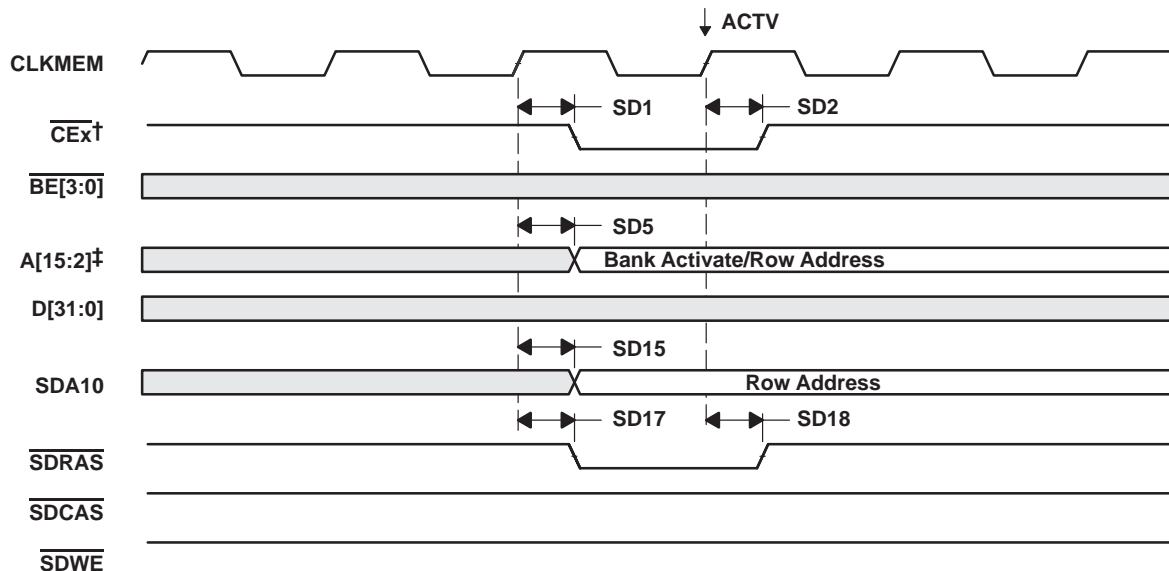 ACTV
CLKMEM
SD1
SD2
CEx†
BE[3:0]
SD5
A[15:2]‡
Bank Activate/Row Address
D[31:0]
SD15
SDA10
Row Address
SD17
SD18
SDRAS
SDCAS
SDWE